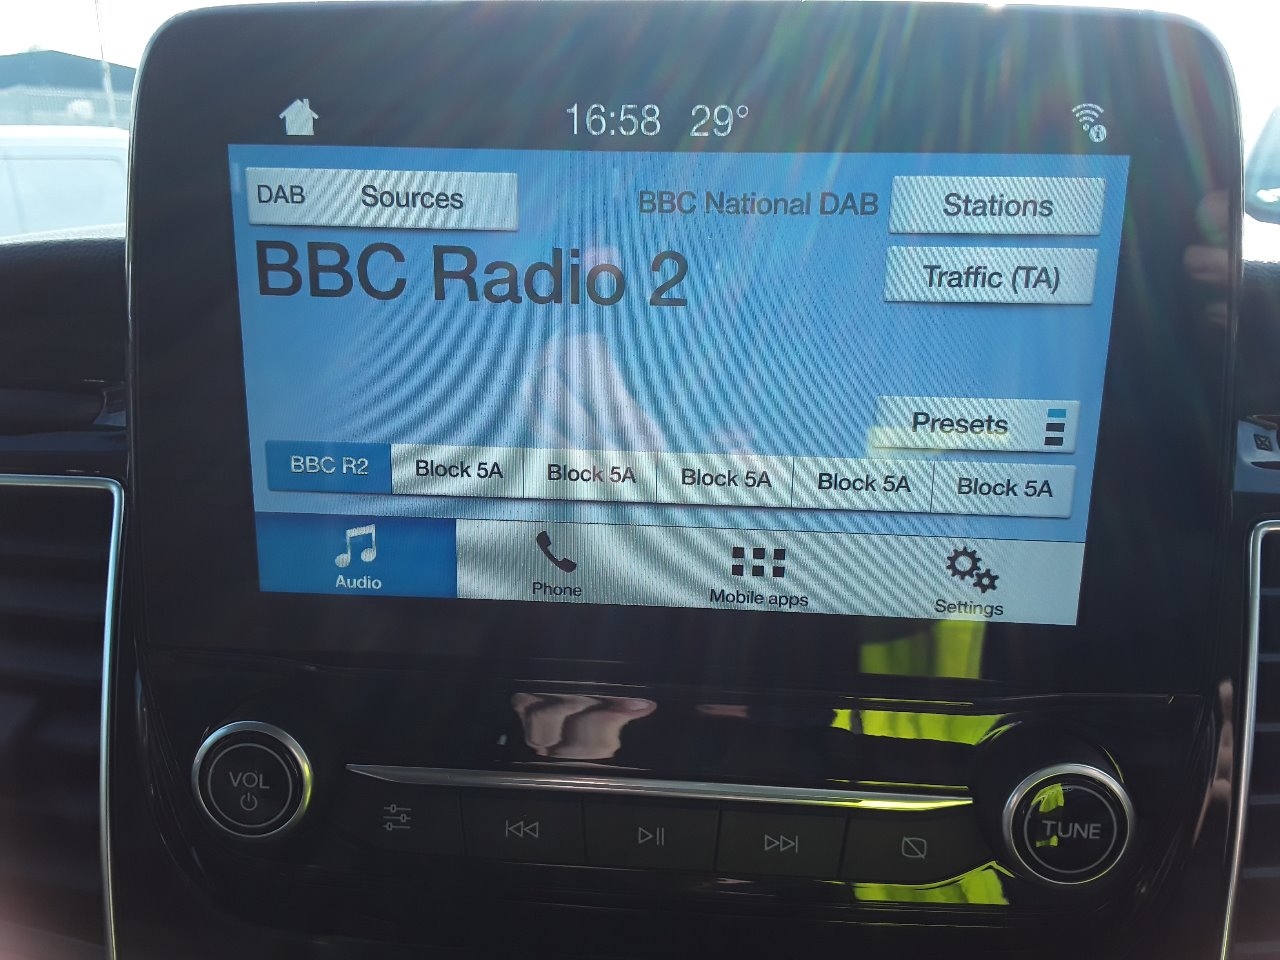 16:58 29°
DAB Sources
BBC National DAB
Stations
BBC Radio 2
Traffic (TA)
Presets
BBC R2
Block 5A
Block 5A
Block 5A
Block 5A
Block 5A
Audio
Phone
Mobile apps
Settings
VOL
TUNE